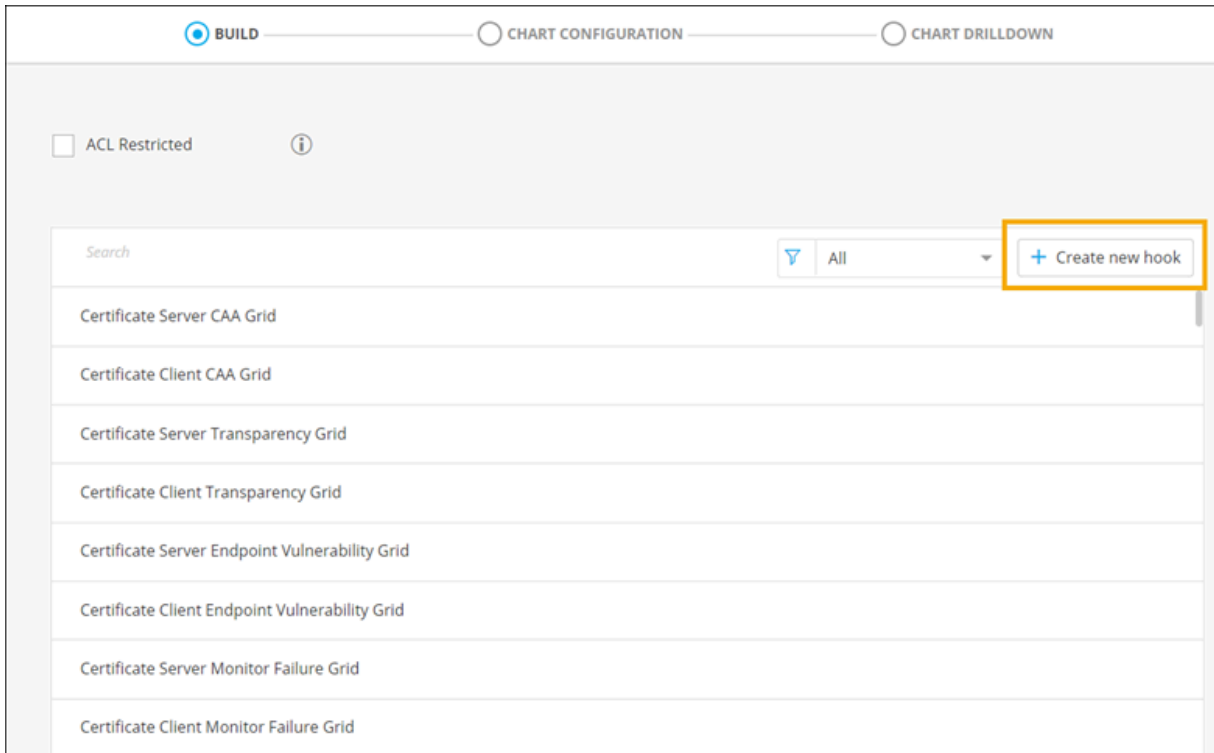 BUILD CHART CONFIGURATION CHART DRILLDOWN
ACL Restricted
Search All + Create new hook
Certificate Server CAA Grid
Certificate Client CAA Grid
Certificate Server Transparency Grid
Certificate Client Transparency Grid
Certificate Server Endpoint Vulnerability Grid
Certificate Client Endpoint Vulnerability Grid
Certificate Server Monitor Failure Grid
Certificate Client Monitor Failure Grid